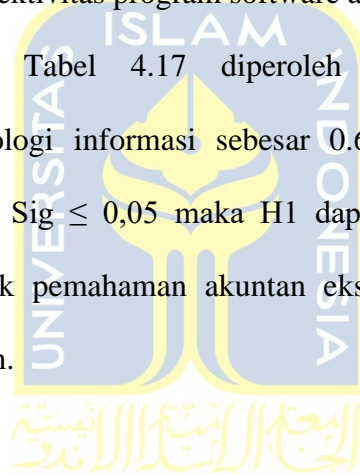 ektivitas program software a
ISLAM
Tabel 4.17 diperoleh
ologi informasi sebesar 0.6
Sig ≤ 0,05 maka H1 dap
k pemahaman akuntan eks
n.
UNIVERSITAS
INDONESIA